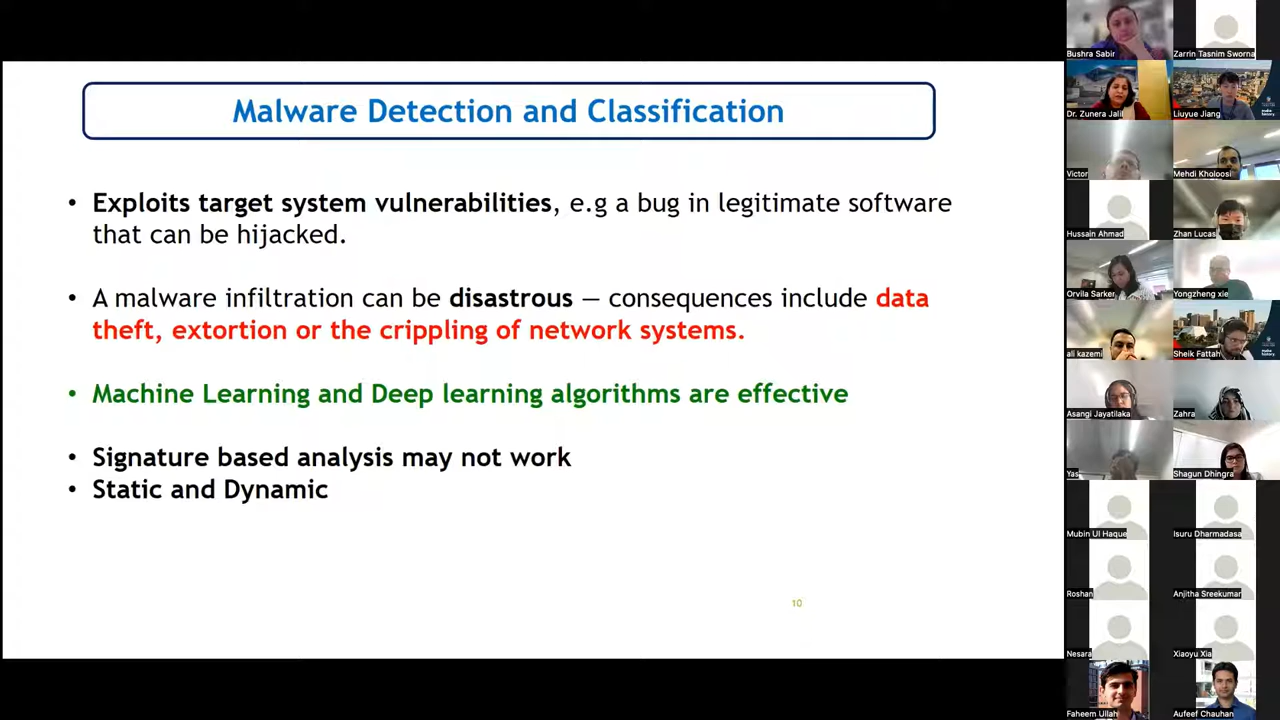 Malware Detection and Classification
• Exploits target system vulnerabilities, e.g a bug in legitimate software
that can be hijacked.
• A malware infiltration can be disastrous — consequences include data
theft, extortion or the crippling of network systems.
• Machine Learning and Deep learning algorithms are effective
• Signature based analysis may not work
• Static and Dynamic
10
Bushra Sabir
Zarrin Tasnim Sworna
Dr. Zunera Jalil
Liuyue Jiang
Victor
Mehdi Kholoosi
Hussain Ahmad
Zhan Lucas
Orvila Sarker
Yongzheng xie
ali kazemi
Sheik Fattah
Asangi Jayatilaka
Zahra
Yas
Shagun Dhingra
Mubin Ul Haque
Isuru Dharmadasa
Roshan
Anjitha Sreekumar
Nesara
Xiaoyu Xia
Faheem Ullah
Aufeef Chauhan